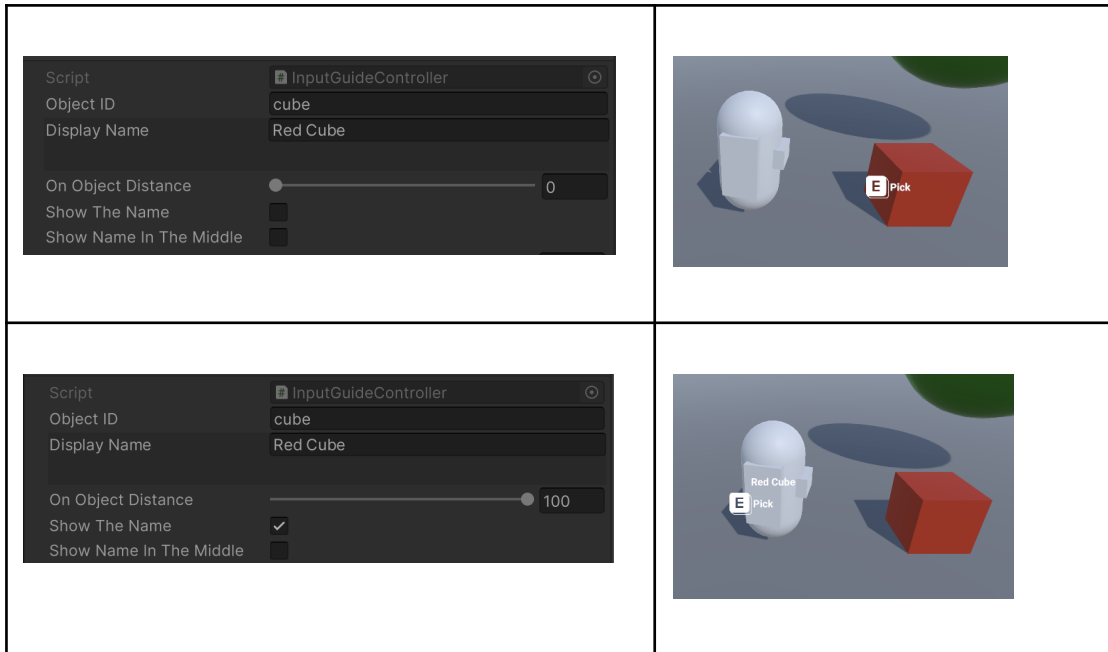 Script # InputGuideController
Object ID cube
Display Name Red Cube
On Object Distance 0
Show The Name
Show Name In The Middle
E Pick
Script # InputGuideController
Object ID cube
Display Name Red Cube
On Object Distance 100
Show The Name
Show Name In The Middle
Red Cube
E Pick